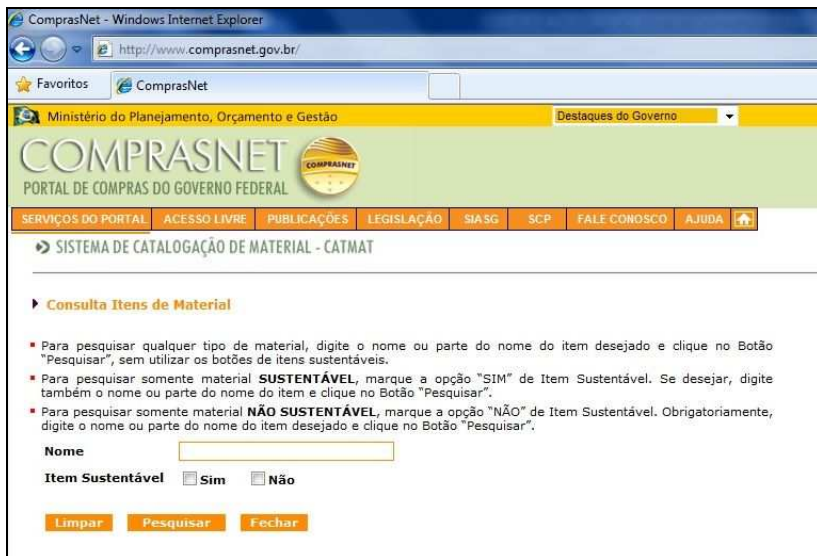 ComprasNet - Windows Internet Explorer
http://www.comprasnet.gov.br/
Favoritos ComprasNet
Ministério do Planejamento, Orçamento e Gestão Destaques do Governo
COMPRASNET COMPRASNET
PORTAL DE COMPRAS DO GOVERNO FEDERAL
SERVIÇOS DO PORTAL ACESSO LIVRE PUBLICAÇÕES LEGISLAÇÃO SIASG SCP FALE CONOSCO AJUDA
SISTEMA DE CATALOGAÇÃO DE MATERIAL - CATMAT
Consulta Itens de Material
Para pesquisar qualquer tipo de material, digite o nome ou parte do nome do item desejado e clique no Botão
"Pesquisar", sem utilizar os botões de itens sustentáveis.
Para pesquisar somente material SUSTENTÁVEL, marque a opção "SIM" de Item Sustentável. Se desejar, digite
também o nome ou parte do nome do item e clique no Botão "Pesquisar".
Para pesquisar somente material NÃO SUSTENTÁVEL, marque a opção "NÃO" de Item Sustentável. Obrigatoriamente,
digite o nome ou parte do nome do item desejado e clique no Botão "Pesquisar".
Nome
Item Sustentável Sim Não
Limpar Pesquisar Fechar